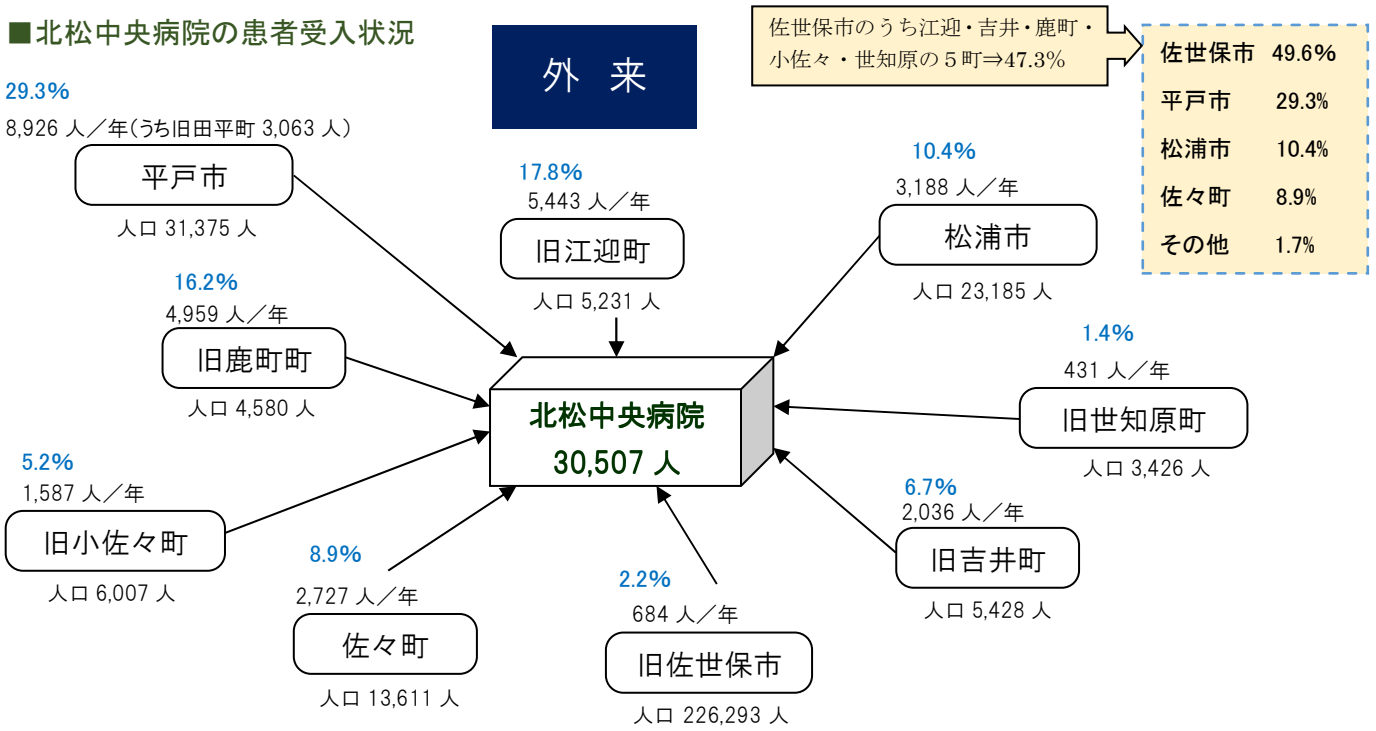 ■北松中央病院の患者受入状況
外 来
佐世保市のうち江迎・吉井・鹿町・
小佐々・世知原の５町⇒47.3%
佐世保市 49.6%
平戸市 29.3%
松浦市 10.4%
佐々町 8.9%
その他 1.7%
29.3%
8,926 人／年(うち旧田平町 3,063 人)
平戸市
人口 31,375 人
17.8%
5,443 人／年
旧江迎町
人口 5,231 人
10.4%
3,188 人／年
松浦市
人口 23,185 人
16.2%
4,959 人／年
旧鹿町町
人口 4,580 人
1.4%
431 人／年
旧世知原町
人口 3,426 人
北松中央病院
30,507 人
5.2%
1,587 人／年
旧小佐々町
人口 6,007 人
6.7%
2,036 人／年
旧吉井町
人口 5,428 人
8.9%
2,727 人／年
佐々町
人口 13,611 人
2.2%
684 人／年
旧佐世保市
人口 226,293 人